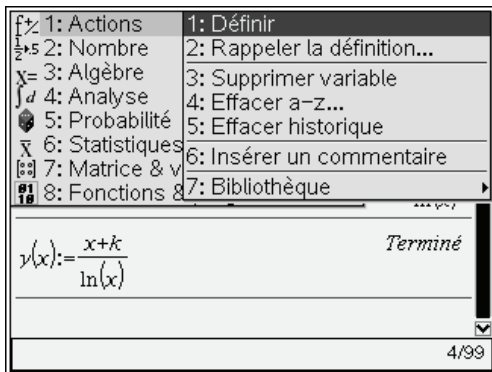 1: Actions
2: Nombre
3: Algèbre
4: Analyse
5: Probabilité
6: Statistiques
7: Matrice & v
8: Fonctions &
1: Définir
2: Rappeler la définition...
3: Supprimer variable
4: Effacer a-z...
5: Effacer historique
6: Insérer un commentaire
7: Bibliothèque
y(x):=x+k/ln(x) Terminé
4/99